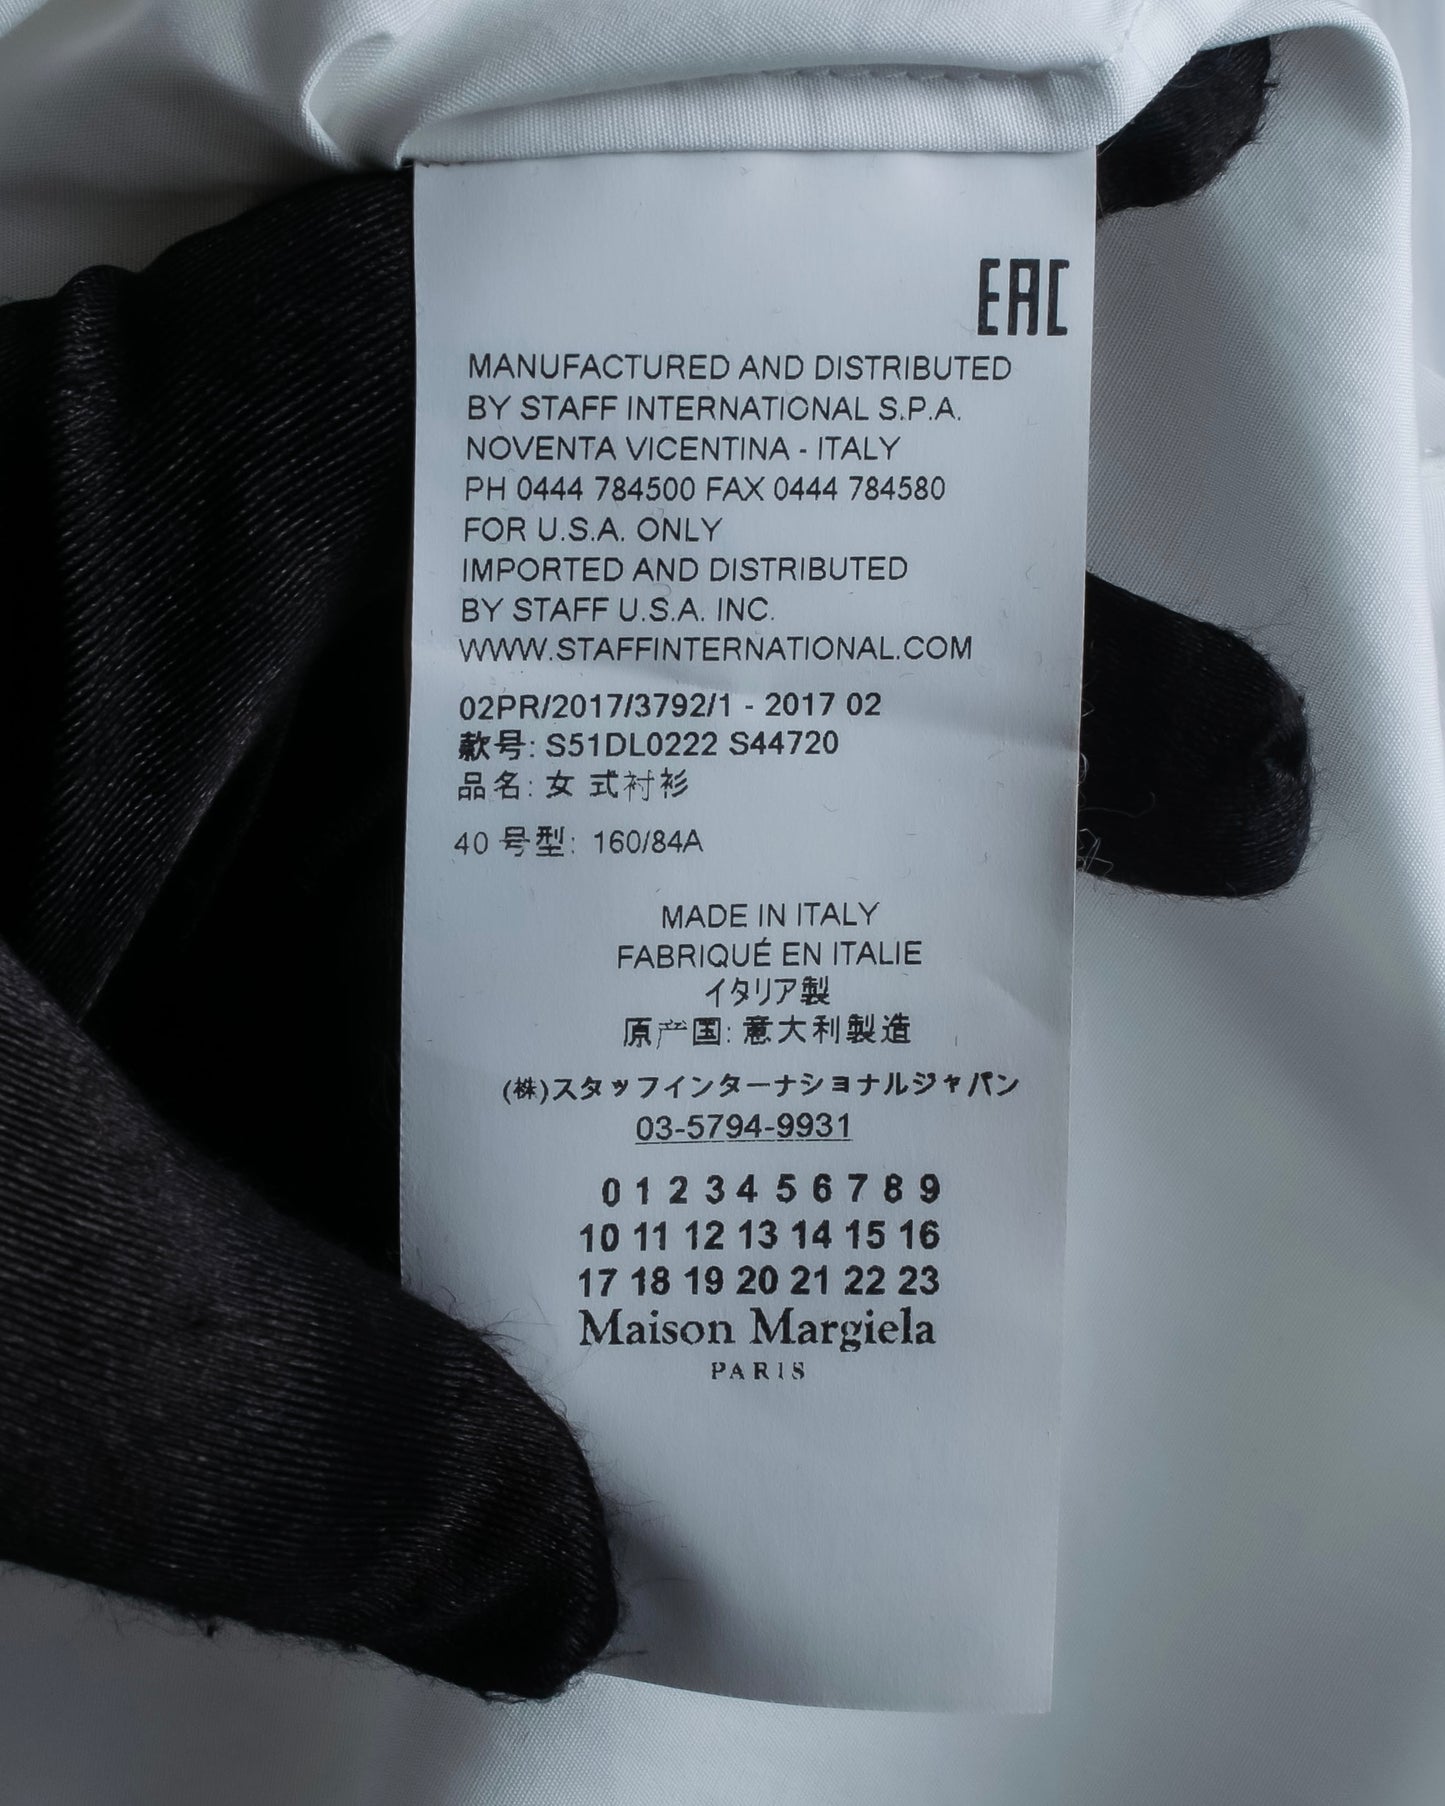 EAC
MANUFACTURED AND DISTRIBUTED
BY STAFF INTERNATIONAL S.P.A.
NOVENTA VICENTINA - ITALY
PH 0444 784500 FAX 0444 784580
FOR U.S.A. ONLY
IMPORTED AND DISTRIBUTED
BY STAFF U.S.A. INC.
WWW.STAFFINTERNATIONAL.COM
02PR/2017/3792/1 - 2017 02
款号: S51DL0222 S44720
品名: 女 式衬衫
40 号型: 160/84A
MADE IN ITALY
FABRIQUÉ EN ITALIE
イタリア製
原产国: 意大利製造
(株)スタッフインターナショナルジャパン
03-5794-9931
0 1 2 3 4 5 6 7 8 9
10 11 12 13 14 15 16
17 18 19 20 21 22 23
Maison Margiela
PARIS